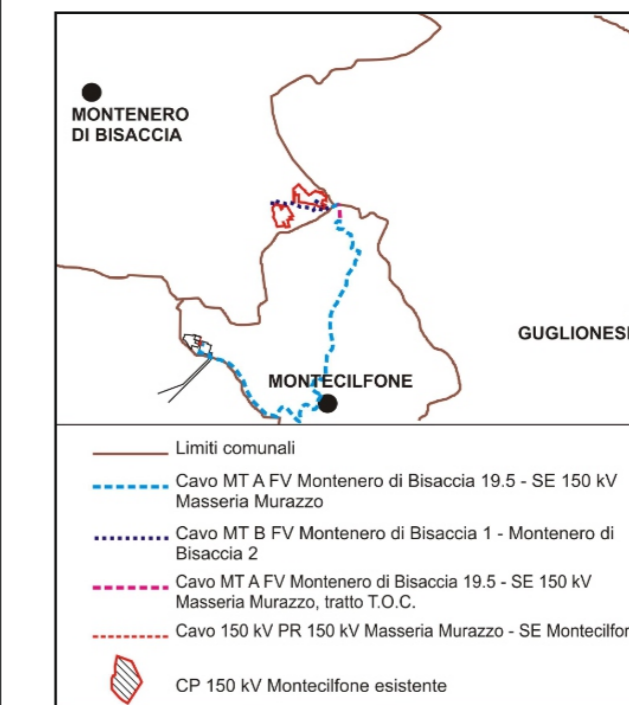 MONTENERO
DI BISACCIA
GUGLIONESI
MONTECILFONE
Limiti comunali
Cavo MT A FV Montenero di Bisaccia 19.5 - SE 150 kV
Masseria Murazzo
Cavo MT B FV Montenero di Bisaccia 1 - Montenero di
Bisaccia 2
Cavo MT A FV Montenero di Bisaccia 19.5 - SE 150 kV
Masseria Murazzo, tratto T.O.C.
Cavo 150 kV PR 150 kV Masseria Murazzo - SE Montecilfon
CP 150 kV Montecilfone esistente